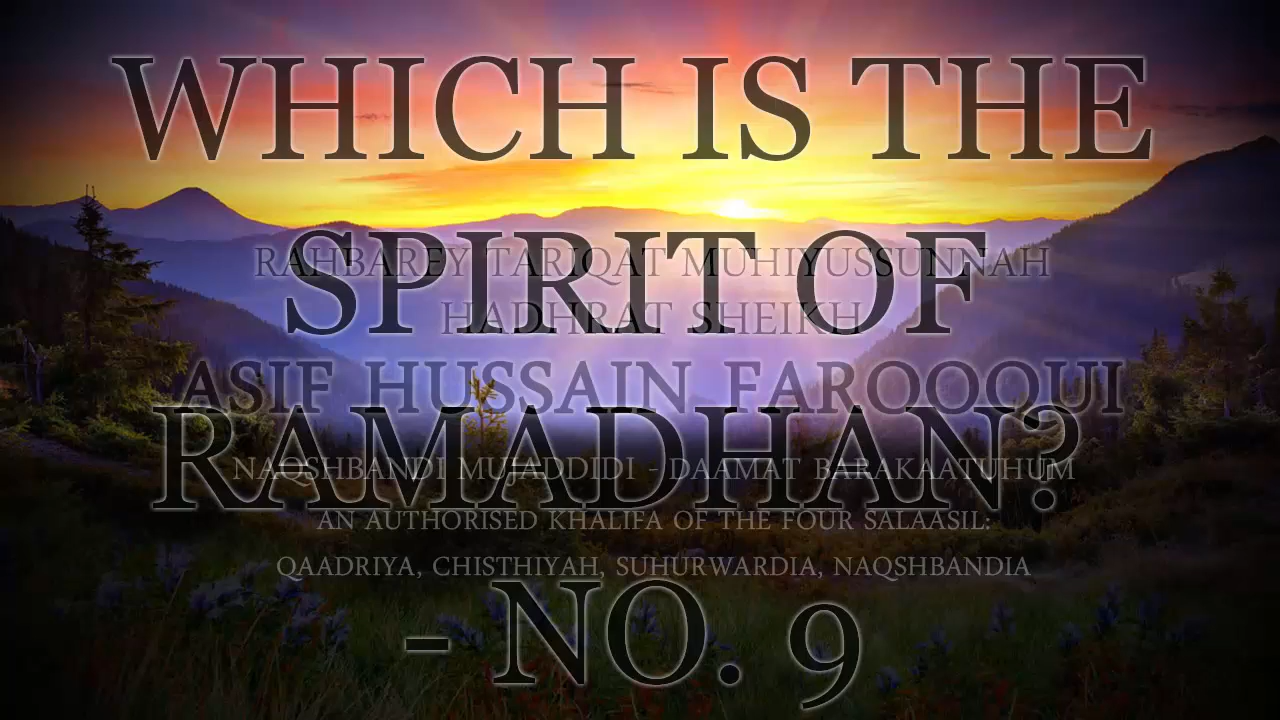 WHICH IS THE
SPIRIT OF
RAMADHAN?
- NO. 9
RAHBAREY TARIQAT MUHIYUSSUNNAH
HADHRAT SHEIKH
ASIF HUSSAIN FAROOQUI
NAQSHBANDI MUJADDIDI - DAAMAT BARAKAATUHUM
AN AUTHORISED KHALIFA OF THE FOUR SALAASIL:
QAADRIYA, CHISTHIYAH, SUHURWARDIA, NAQSHBANDIA